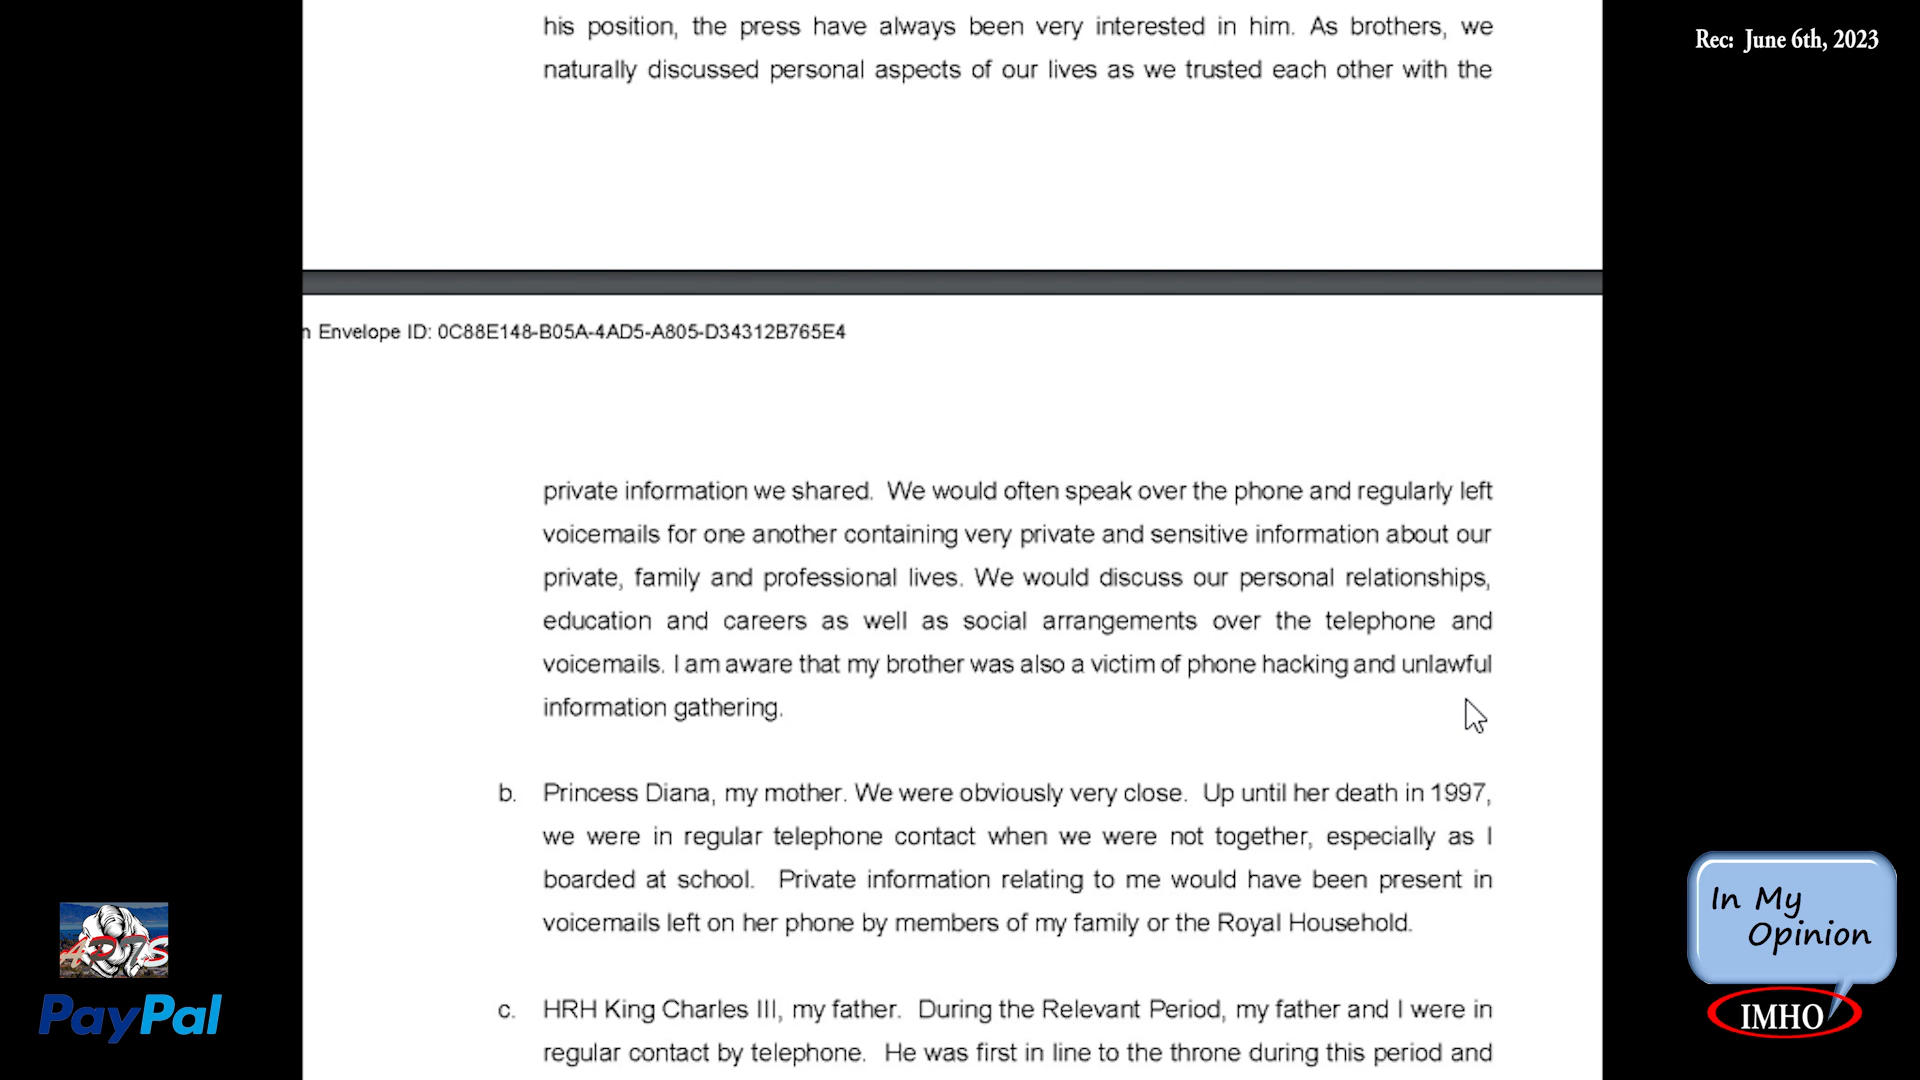 his position, the press have always been very interested in him. As brothers, we
naturally discussed personal aspects of our lives as we trusted each other with the
Rec: June 6th, 2023
n Envelope ID: 0C88E148-B05A-4AD5-A805-D34312B765E4
private information we shared. We would often speak over the phone and regularly left
voicemails for one another containing very private and sensitive information about our
private, family and professional lives. We would discuss our personal relationships,
education and careers as well as social arrangements over the telephone and
voicemails. I am aware that my brother was also a victim of phone hacking and unlawful
information gathering.
b. Princess Diana, my mother. We were obviously very close. Up until her death in 1997,
we were in regular telephone contact when we were not together, especially as I
boarded at school. Private information relating to me would have been present in
voicemails left on her phone by members of my family or the Royal Household.
c. HRH King Charles III, my father. During the Relevant Period, my father and I were in
regular contact by telephone. He was first in line to the throne during this period and
PayPal
In My
Opinion
IMHO